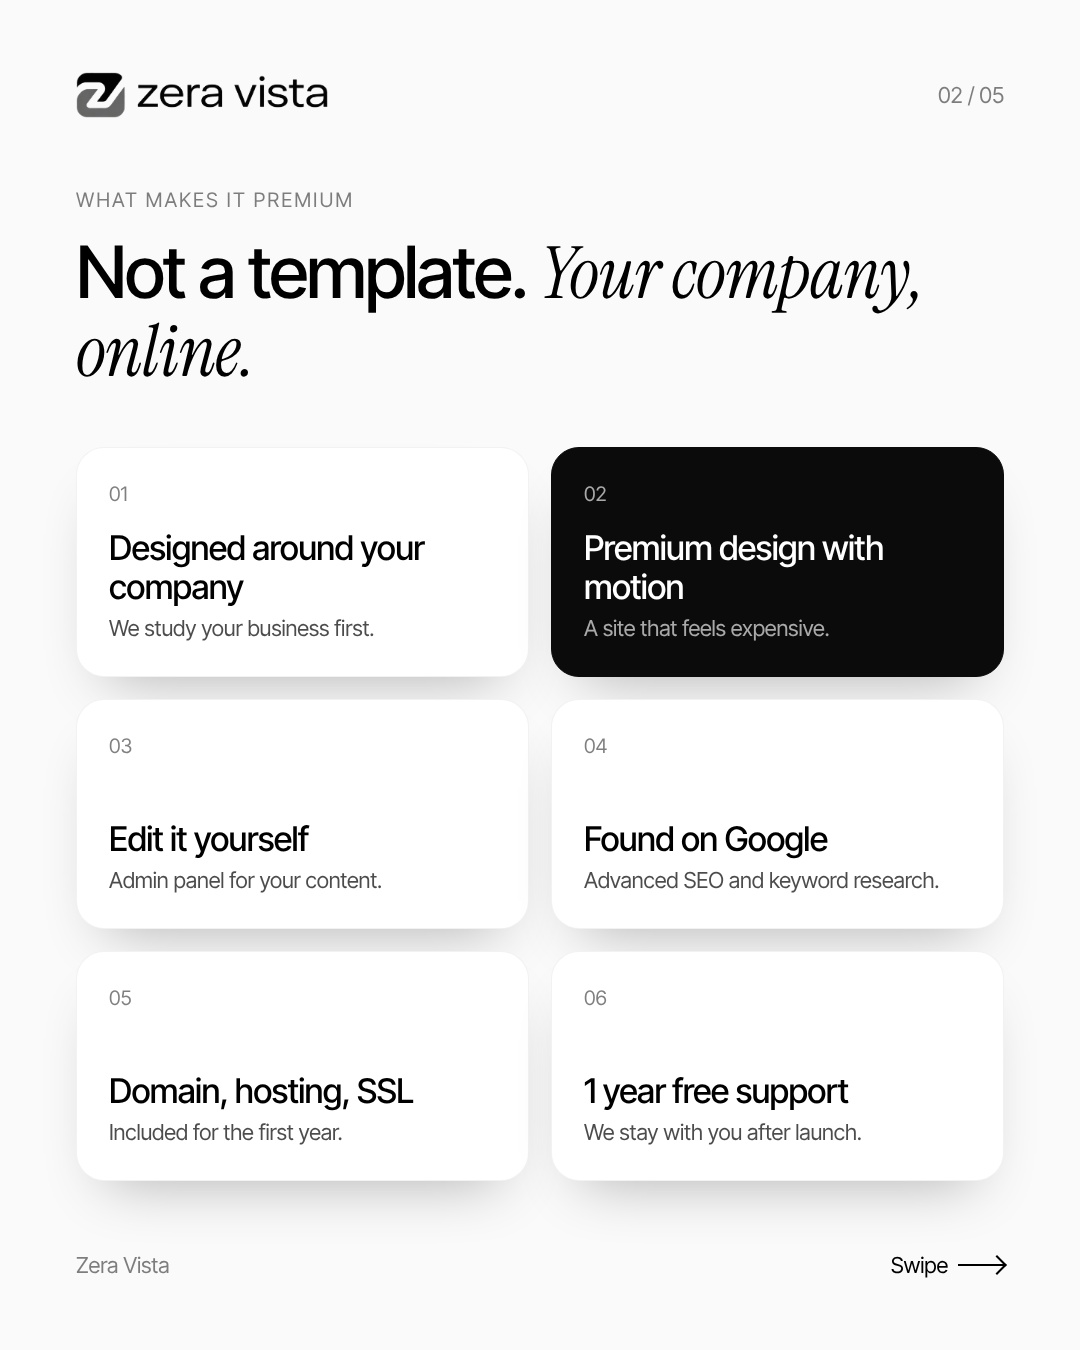 zera vista
02 / 05
WHAT MAKES IT PREMIUM
Not a template. Your company,
online.
01
Designed around your
company
We study your business first.
02
Premium design with
motion
A site that feels expensive.
03
Edit it yourself
Admin panel for your content.
04
Found on Google
Advanced SEO and keyword research.
05
Domain, hosting, SSL
Included for the first year.
06
1 year free support
We stay with you after launch.
Zera Vista
Swipe